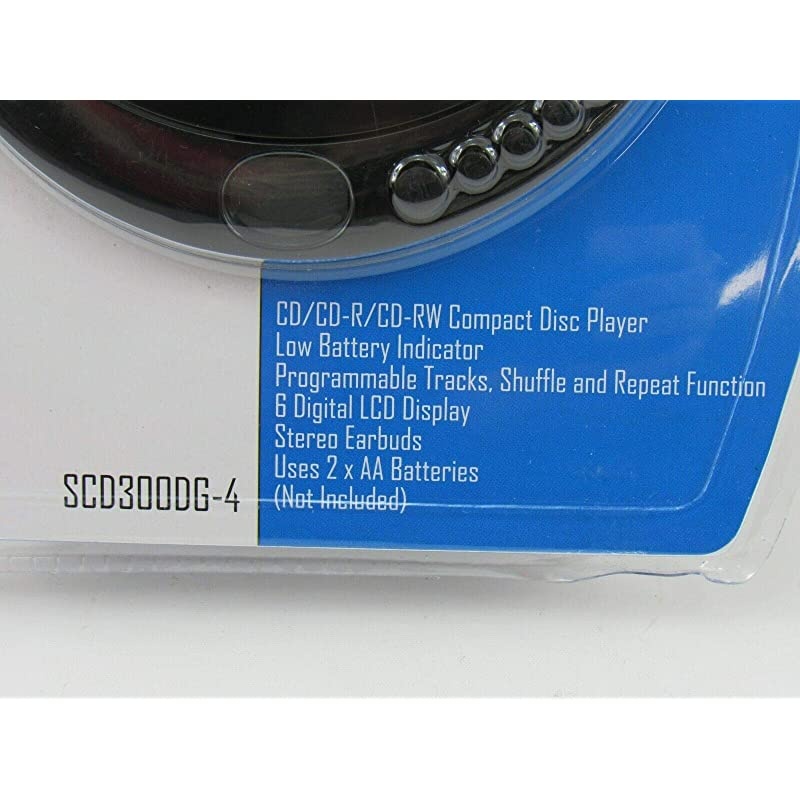 CD/CD-R/CD-RW Compact Disc Player
Low Battery Indicator
Programmable Tracks, Shuffle and Repeat Function
6 Digital LCD Display
Stereo Earbuds
Uses 2 x AA Batteries
(Not Included)
SCD300DG-4